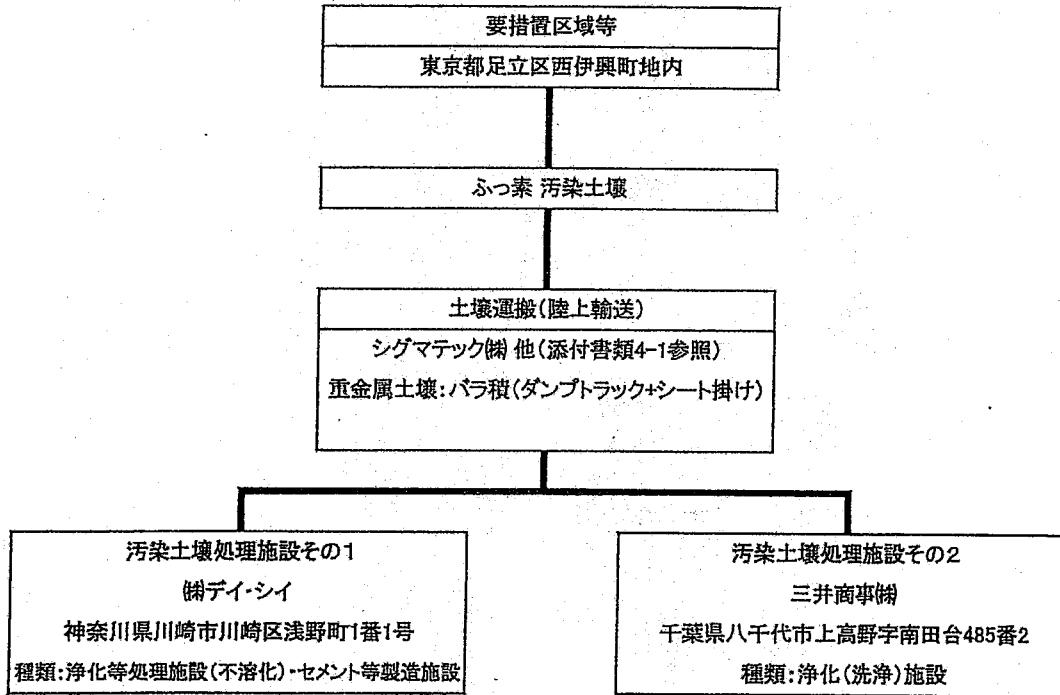 要措置区域等
東京都足立区西伊興町地内
ふっ素 汚染土壌
土壌運搬(陸上輸送)
シグマテック㈱ 他(添付書類4-1参照)
重金属土壌:バラ積(ダンプトラック+シート掛け)
汚染土壌処理施設その1
㈱デイ・シイ
神奈川県川崎市川崎区浅野町1番1号
種類:浄化等処理施設(不溶化)・セメント等製造施設
汚染土壌処理施設その2
三井商事㈱
千葉県八千代市上高野字南田台485番2
種類:浄化(洗浄)施設